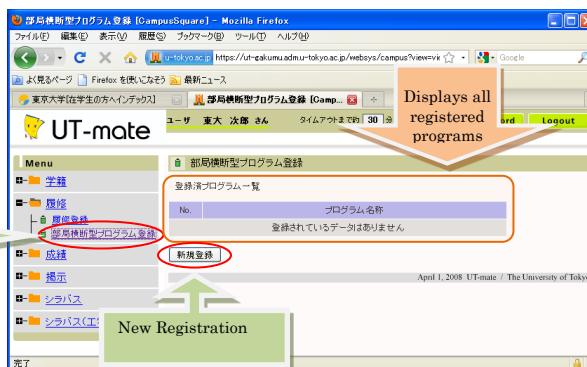 部局横断型プログラム登録 [CampusSquare] - Mozilla Firefox
ファイル(F) 編集(E) 表示(V) 履歴(S) ブックマーク(B) ツール(T) ヘルプ(H)
u-tokyo.ac.jp https://ut-gakumu.adm.u-tokyo.ac.jp/websys/campus?view=vie Google
よく見るページ Firefox を使いこなそう 最新ニュース
東京大学[在学生の方へインデックス] 部局横断型プログラム登録 [Camp...
Displays all
registered
programs
UT-mate
ユーザ 東大 次郎 さん タイムアウトまで約 30 分 Logout
Menu
部局横断型プログラム登録
学籍
履修
履修登録
部局横断型プログラム登録
成績
掲示
シラバス
登録済プログラム一覧
No. プログラム名称
登録されているデータはありません
新規登録
April 1, 2008 UT-mate / The University of Tokyo
New Registration
完了